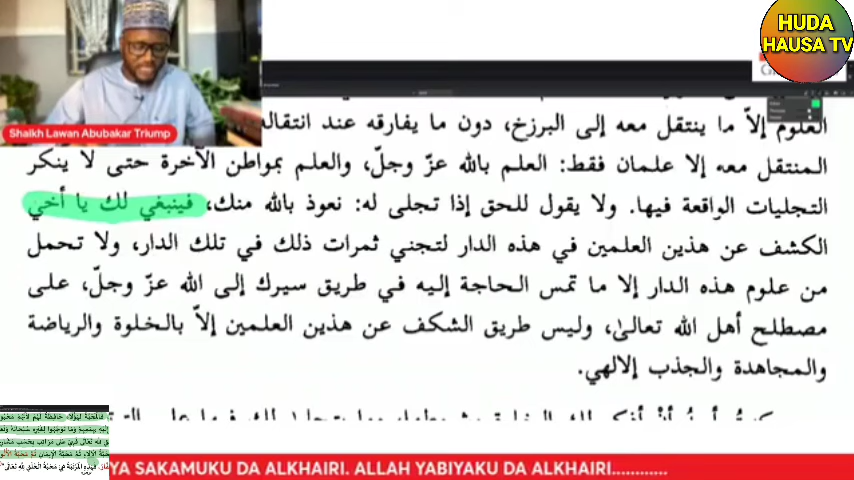 HUDA
HAUSA TV
Shaikh Lawan Abubakar Triump
العلوم إلاّ ما ينتقل معه إلى البرزخ، دون ما يفارقه عند انتقاله
المنتقل معه إلا علمان فقط: العلم بالله عزّ وجلّ، والعلم بمواطن الآخرة حتى لا ينكر
التجليات الواقعة فيها. ولا يقول للحق إذا تجلى له: نعوذ بالله منك، فينبغي لك يا أخي
الكشف عن هذين العلمين في هذه الدار لتجني ثمرات ذلك في تلك الدار، ولا تحمل
من علوم هذه الدار إلا ما تمس الحاجة إليه في طريق سيرك إلى الله عزّ وجلّ، على
مصطلح أهل الله تعالىٰ، وليس طريق الشكف عن هذين العلمين إلاّ بالخلوة والرياضة
والمجاهدة والجذب إلالهي.
YA SAKAMUKU DA ALKHAIRI. ALLAH YABIYAKU DA ALKHAIRI............